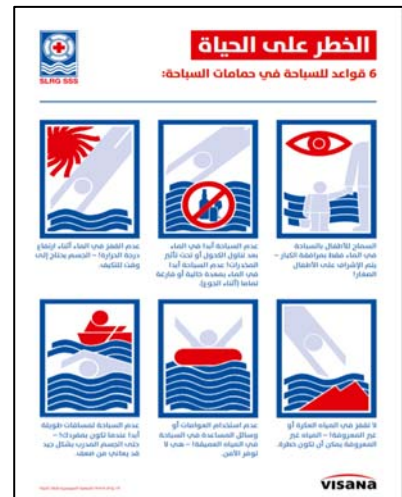 SLRG SSS
الخطر على الحياة
6 قواعد للسباحة في حمامات السباحة:
السماح للأطفال بالسباحة
في الماء فقط بمرافقة الكبار –
يتم الإشراف على الأطفال
الصغار!
عدم السباحة أبدا في الماء
بعد تناول الكحول أو تحت تأثير
المخدرات! عدم السباحة أبدا
في الماء بمعدة خالية أو فارغة
تماما (أثناء الجوع).
عدم القفز في الماء أثناء ارتفاع
درجة الحرارة! – الجسم يحتاج إلى
وقت للتكيف.
لا تقفز في المياه العكرة أو
غير المعروفة! – المياه غير
المعروفة يمكن أن تكون خطرة.
عدم استخدام العوامات أو
وسائل المساعدة في السباحة
في المياه العميقة! – هي لا
توفر الأمن.
عدم السباحة لمسافات طويلة
أبدا عندما تكون بمفردك! –
حتى الجسم المدرب بشكل جيد
قد يعاني من ضعف.
visana